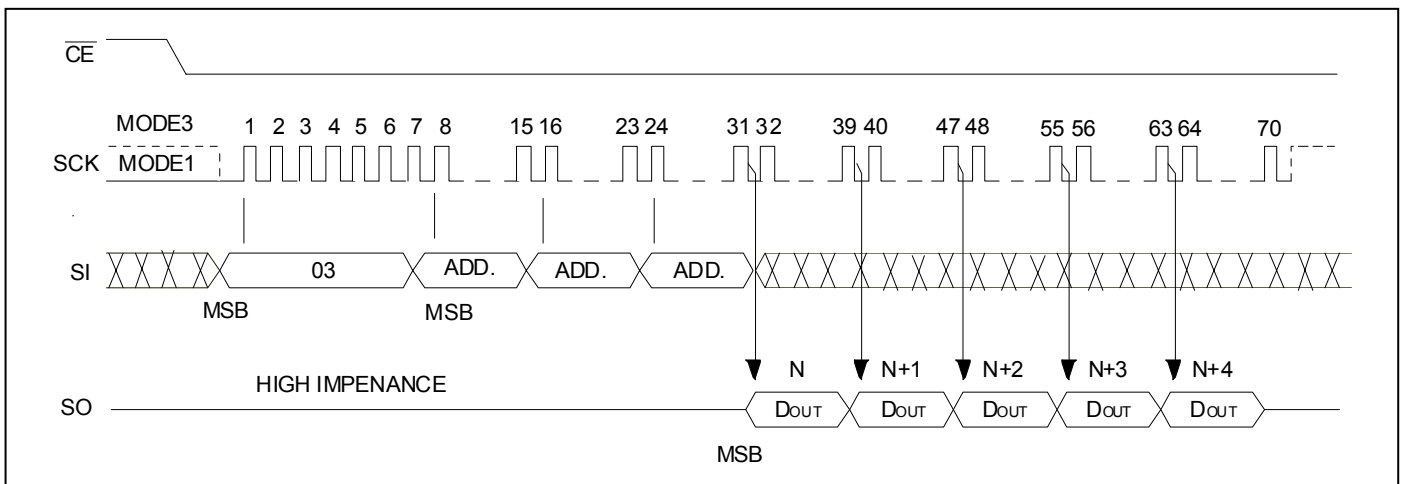 CE
MODE3
1 2 3 4 5 6 7 8 15 16 23 24 31 32 39 40 47 48 55 56 63 64 70
SCK MODE1
SI 03 ADD. ADD. ADD.
MSB MSB
N N+1 N+2 N+3 N+4
HIGH IMPENANCE
SO DOUT DOUT DOUT DOUT DOUT
MSB